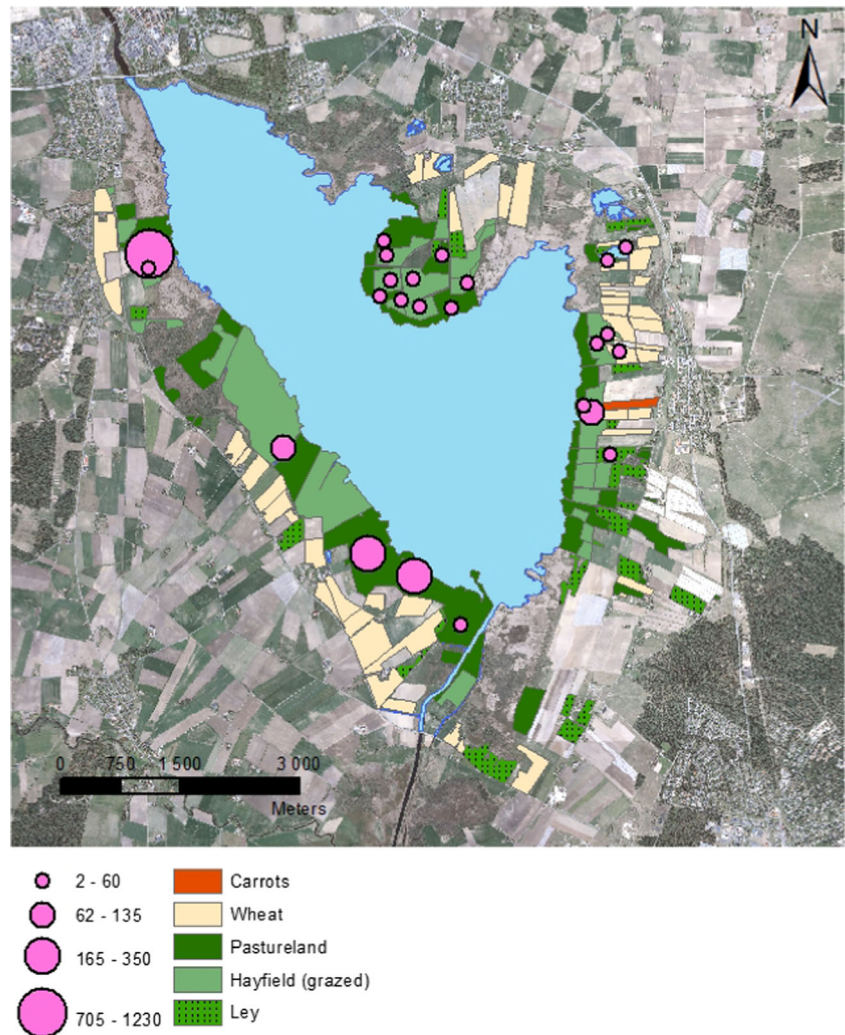 N
0 750 1 500 3 000
Meters
2 - 60
62 - 135
165 - 350
705 - 1230
Carrots
Wheat
Pastureland
Hayfield (grazed)
Ley